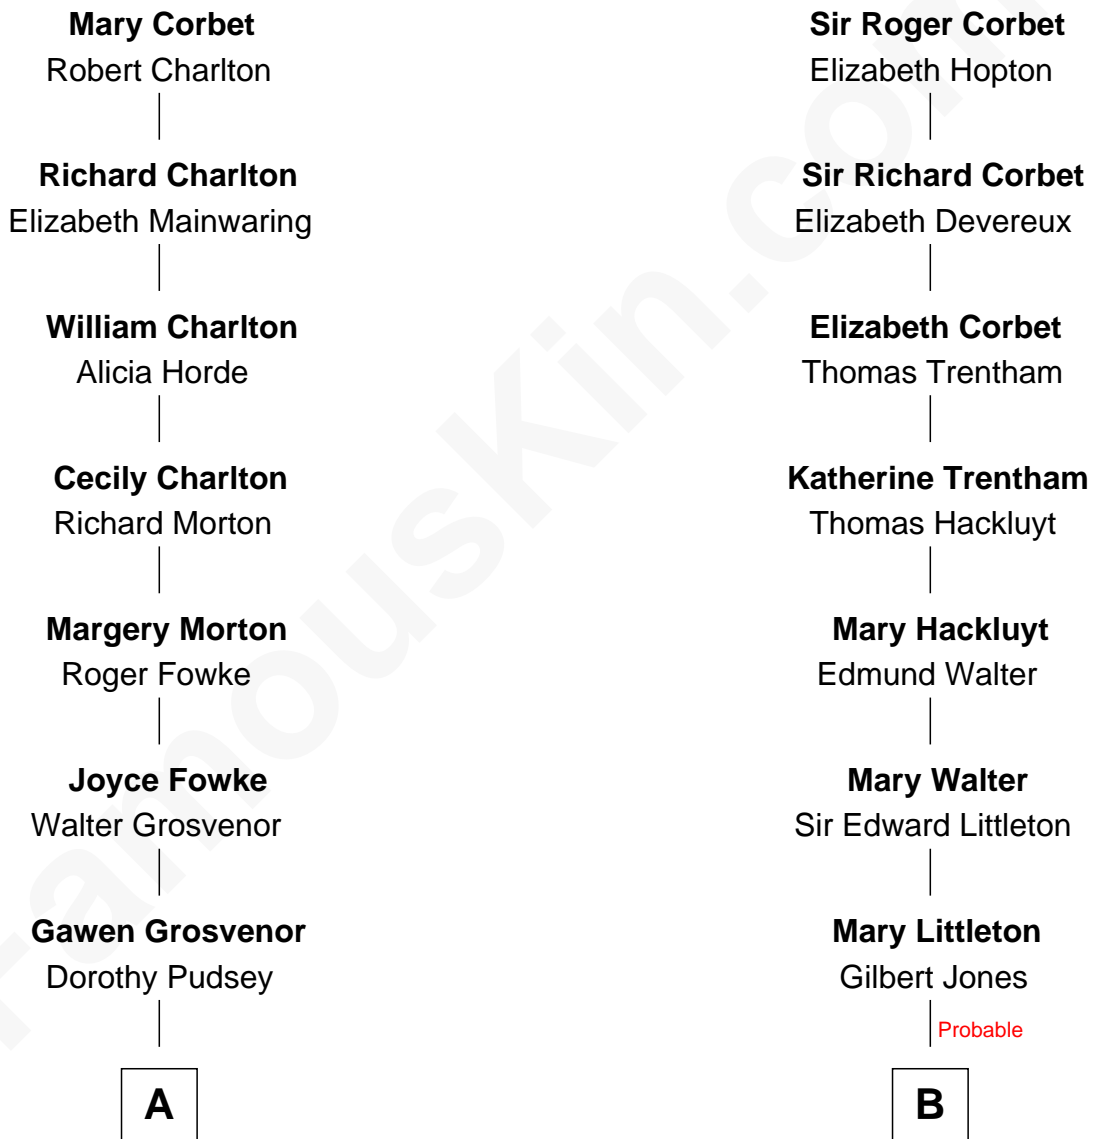 Mary Corbet
Robert Charlton
Richard Charlton
Elizabeth Mainwaring
William Charlton
Alicia Horde
Cecily Charlton
Richard Morton
Margery Morton
Roger Fowke
Joyce Fowke
Walter Grosvenor
Gawen Grosvenor
Dorothy Pudsey
A
Sir Roger Corbet
Elizabeth Hopton
Sir Richard Corbet
Elizabeth Devereux
Elizabeth Corbet
Thomas Trentham
Katherine Trentham
Thomas Hackluyt
Mary Hackluyt
Edmund Walter
Mary Walter
Sir Edward Littleton
Mary Littleton
Gilbert Jones
Probable
B
FamousKin.com